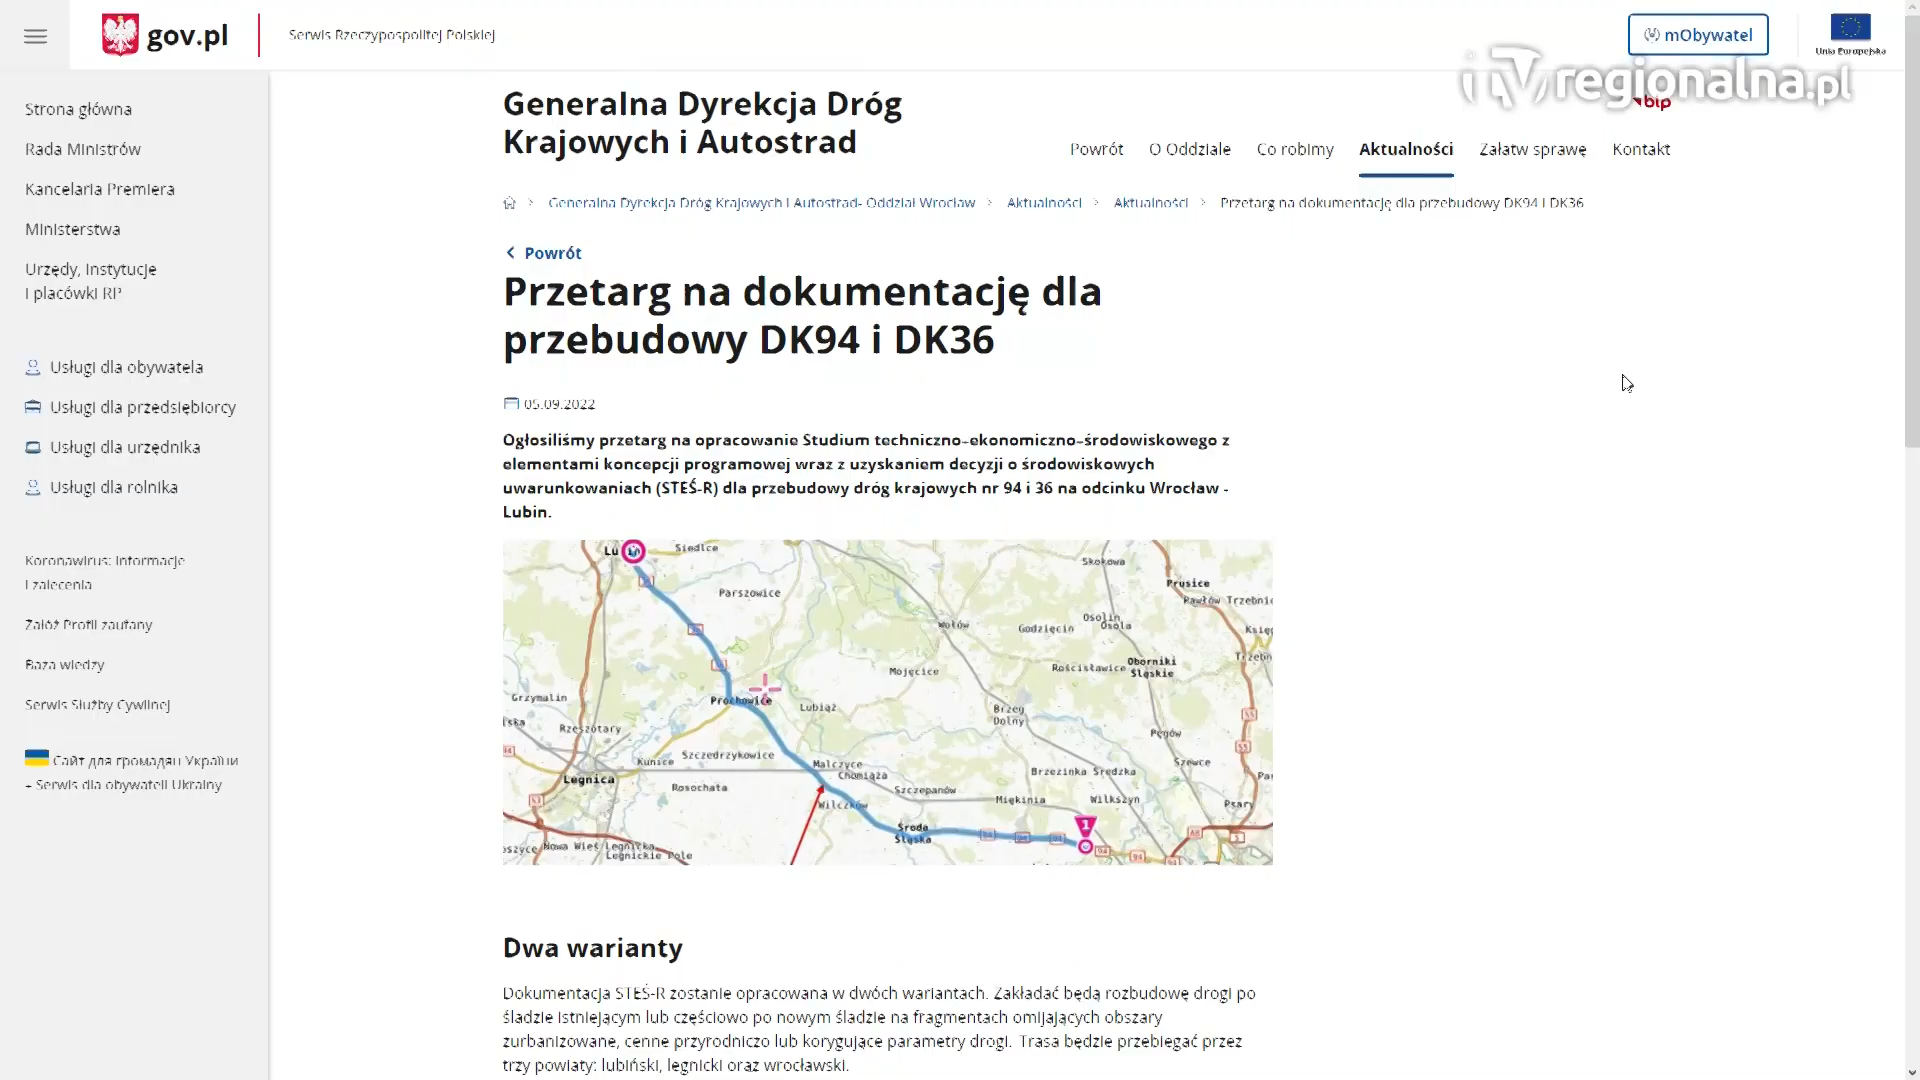 gov.pl
Serwis Rzeczypospolitej Polskiej
mObywatel
Unia Europejska
iTVregionalna.pl
bip
Strona główna
Rada Ministrów
Kancelaria Premiera
Ministerstwa
Urzędy, instytucje
i placówki RP
Usługi dla obywatela
Usługi dla przedsiębiorcy
Usługi dla urzędnika
Usługi dla rolnika
Koronawirus: informacje
i zalecenia
Załóż Profil zaufany
Baza wiedzy
Serwis Służby Cywilnej
Сайт для громадян України
- Serwis dla obywateli Ukrainy
Generalna Dyrekcja Dróg
Krajowych i Autostrad
Powrót O Oddziale Co robimy Aktualności Załatw sprawę Kontakt
Generalna Dyrekcja Dróg Krajowych i Autostrad- Oddział Wrocław > Aktualności > Aktualności > Przetarg na dokumentację dla przebudowy DK94 i DK36
Powrót
Przetarg na dokumentację dla
przebudowy DK94 i DK36
05.09.2022
Ogłosiliśmy przetarg na opracowanie Studium techniczno-ekonomiczno-środowiskowego z
elementami koncepcji programowej wraz z uzyskaniem decyzji o środowiskowych
uwarunkowaniach (STEŚ-R) dla przebudowy dróg krajowych nr 94 i 36 na odcinku Wrocław -
Lubin.
Siedlce
Skokowa
Prusice
Parszowice
Pawłów Trzebnic
Osolin
Osola
Wołów
Godzięcin
Księg
Trzebn
Oborniki
Śląskie
Rościsławice
Mojęcice
Grzymalin
Prochowice
Lubiąż
Brzeg
Dolny
Rzeszotary
Pęgów
Szczedrzykowice
Kunice
Malczyce
Chomiąża
Szewce
Legnica
Rosochata
Brzezinka Średzka
Szczepanów
Miękinia
Wilkszyn
Wilczków
Psary
Środa
Śląska
1
94
Nowa Wieś Legnicka
Legnickie Pole
Dwa warianty
Dokumentacja STEŚ-R zostanie opracowana w dwóch wariantach. Zakładać będą rozbudowę drogi po
śladzie istniejącym lub częściowo po nowym śladzie na fragmentach omijających obszary
zurbanizowane, cenne przyrodniczo lub korygujące parametry drogi. Trasa będzie przebiegać przez
trzy powiaty: lubiński, legnicki oraz wrocławski.